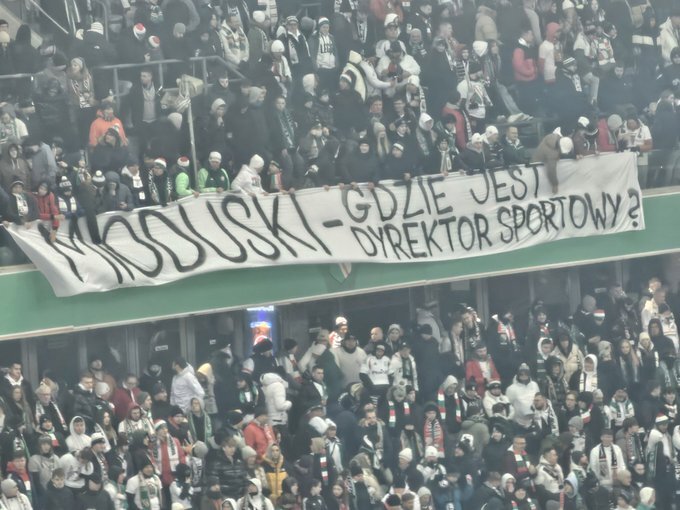 MIODUSKI - GDZIE JEST
DYREKTOR SPORTOWY?